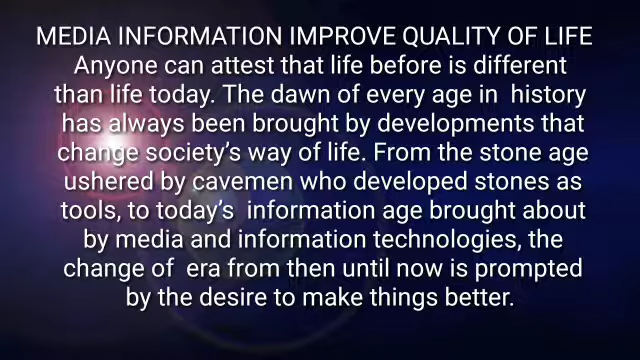 MEDIA INFORMATION IMPROVE QUALITY OF LIFE
Anyone can attest that life before is different
than life today. The dawn of every age in history
has always been brought by developments that
change society's way of life. From the stone age
ushered by cavemen who developed stones as
tools, to today's information age brought about
by media and information technologies, the
change of era from then until now is prompted
by the desire to make things better.